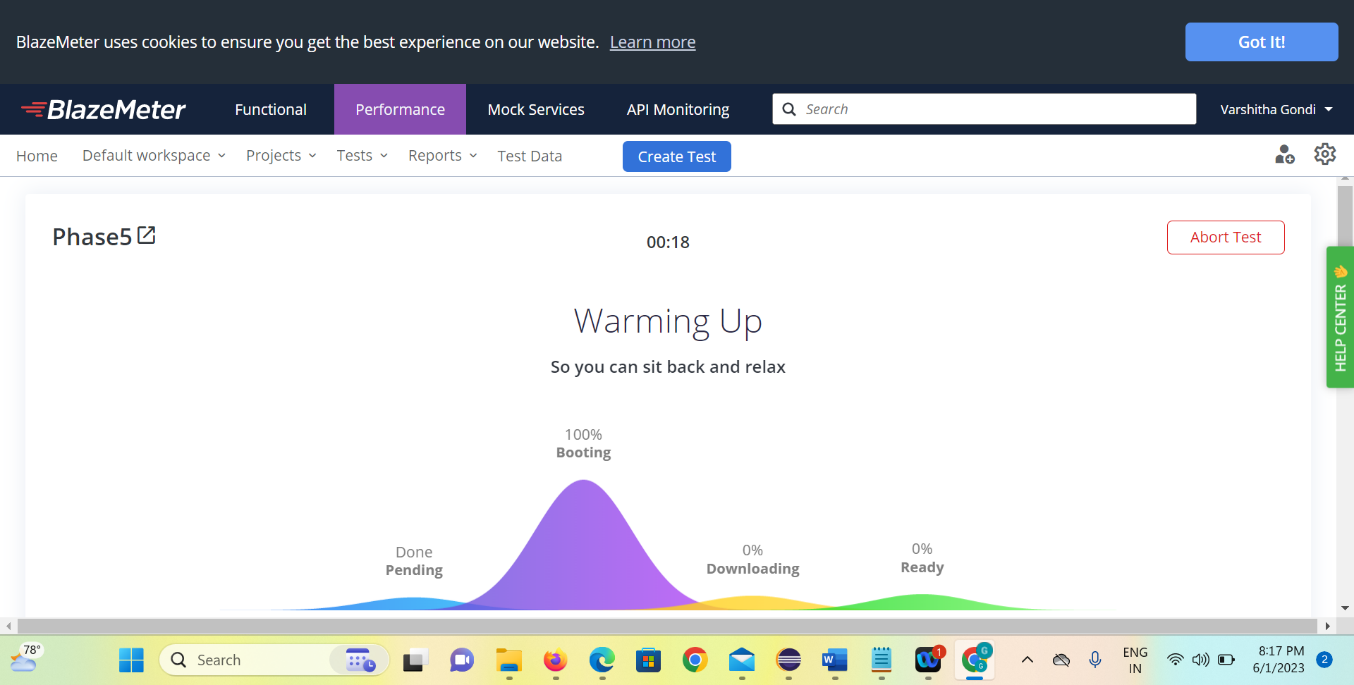 BlazeMeter uses cookies to ensure you get the best experience on our website. Learn more
Got It!
BlazeMeter
Functional
Performance
Mock Services
API Monitoring
Search
Varshitha Gondi
Home
Default workspace
Projects
Tests
Reports
Test Data
Create Test
Phase5
00:18
Abort Test
HELP CENTER
Warming Up
So you can sit back and relax
100%
Booting
Done
Pending
0%
Downloading
0%
Ready
78°
Search
1
G
G
ENG
IN
8:17 PM
6/1/2023
2